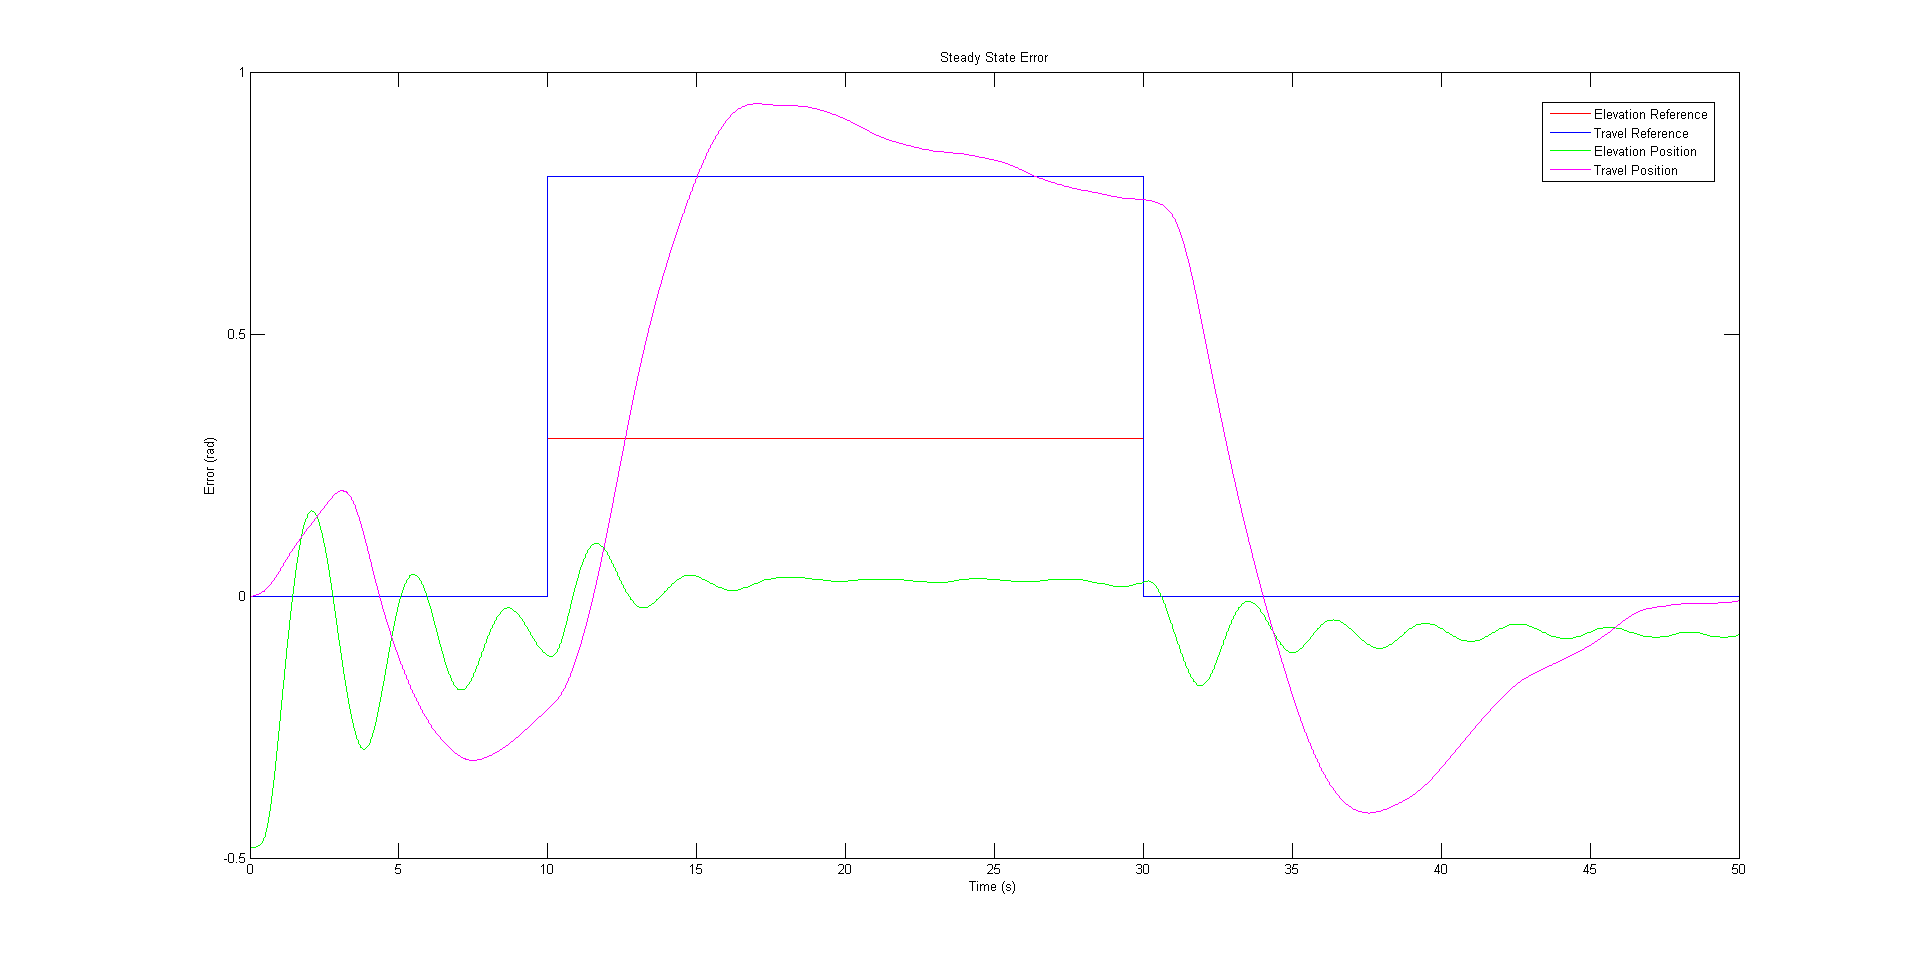 Steady State Error
1
0.5
0
-0.5
Error (rad)
Elevation Reference
Travel Reference
Elevation Position
Travel Position
0 5 10 15 20 25 30 35 40 45 50
Time (s)